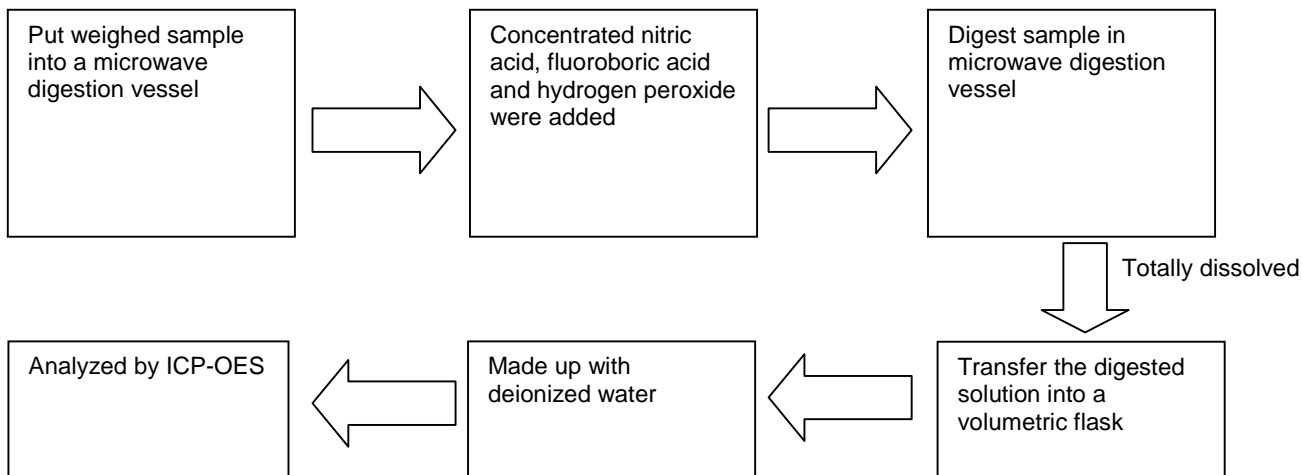 Put weighed sample
into a microwave
digestion vessel
Concentrated nitric
acid, fluoroboric acid
and hydrogen peroxide
were added
Digest sample in
microwave digestion
vessel
Totally dissolved
Transfer the digested
solution into a
volumetric flask
Made up with
deionized water
Analyzed by ICP-OES